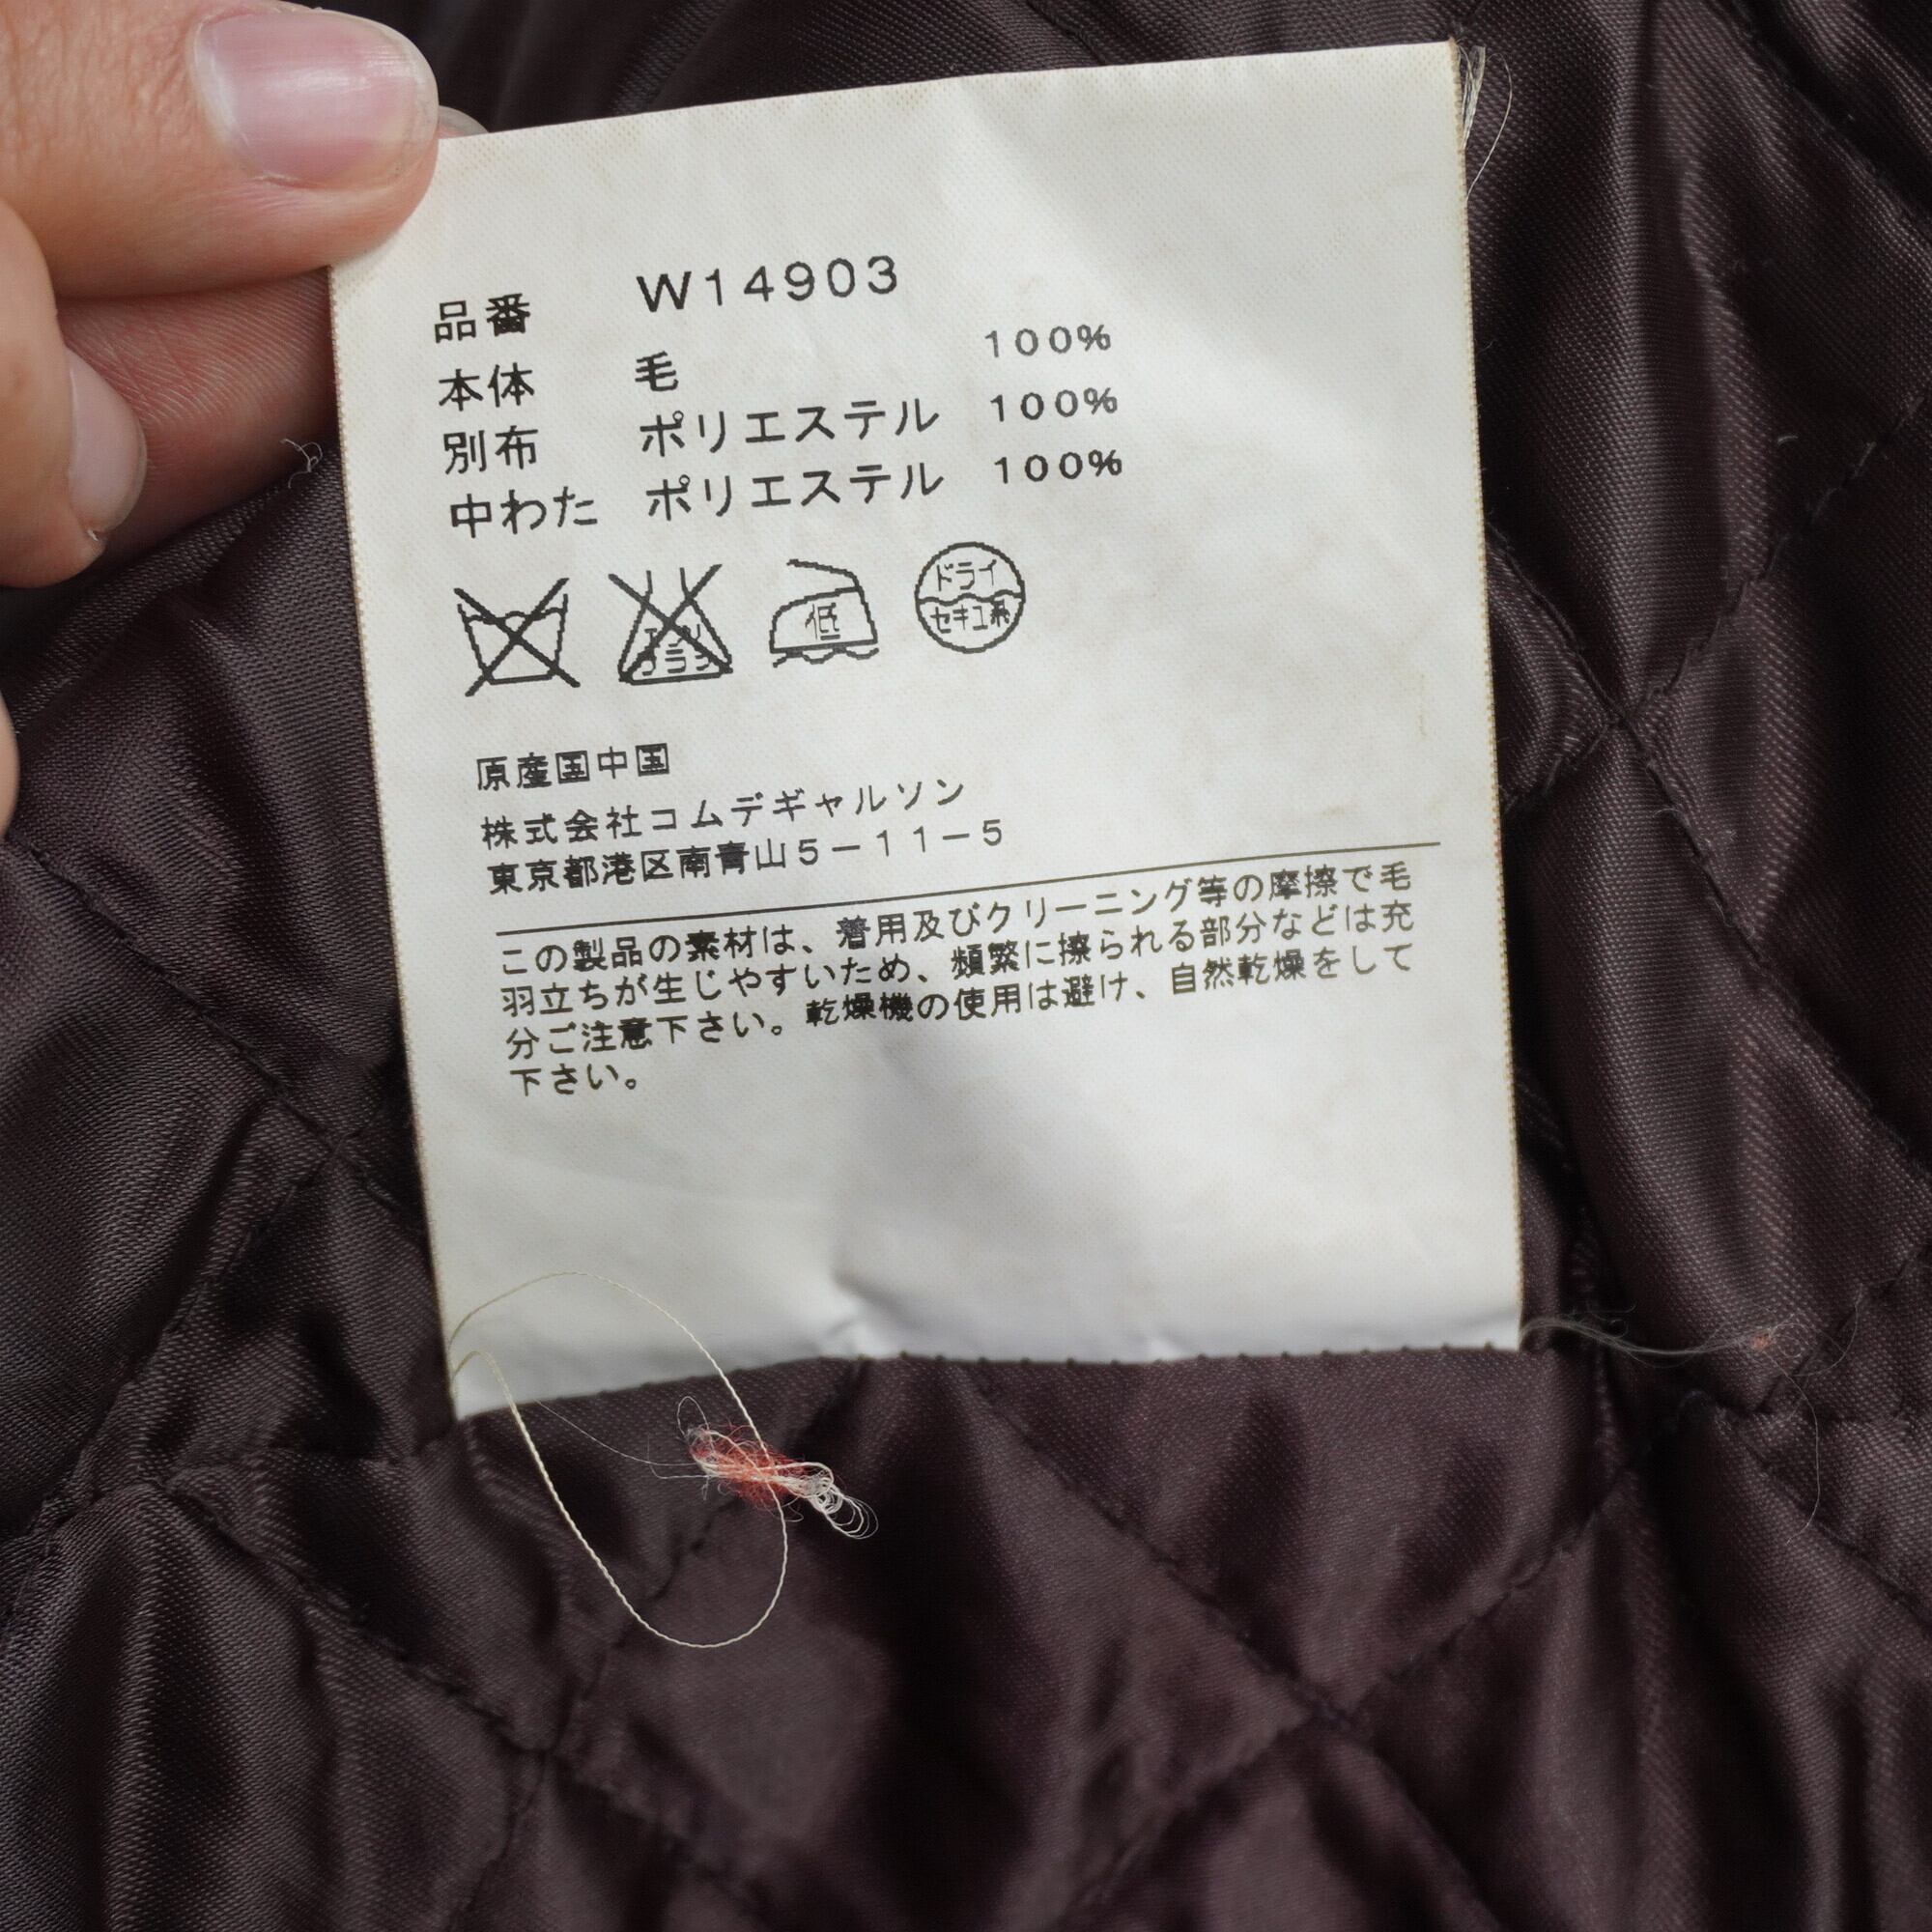 品番 W14903
本体 毛 100%
別布 ポリエステル 100%
中わた ポリエステル 100%
エンソ
サラシ
低
ドライ
セキユ系
原産国中国
株式会社コムデギャルソン
東京都港区南青山5-11-5
この製品の素材は、着用及びクリーニング等の摩擦で毛
羽立ちが生じやすいため、頻繁に擦られる部分などは充
分ご注意下さい。乾燥機の使用は避け、自然乾燥をして
下さい。